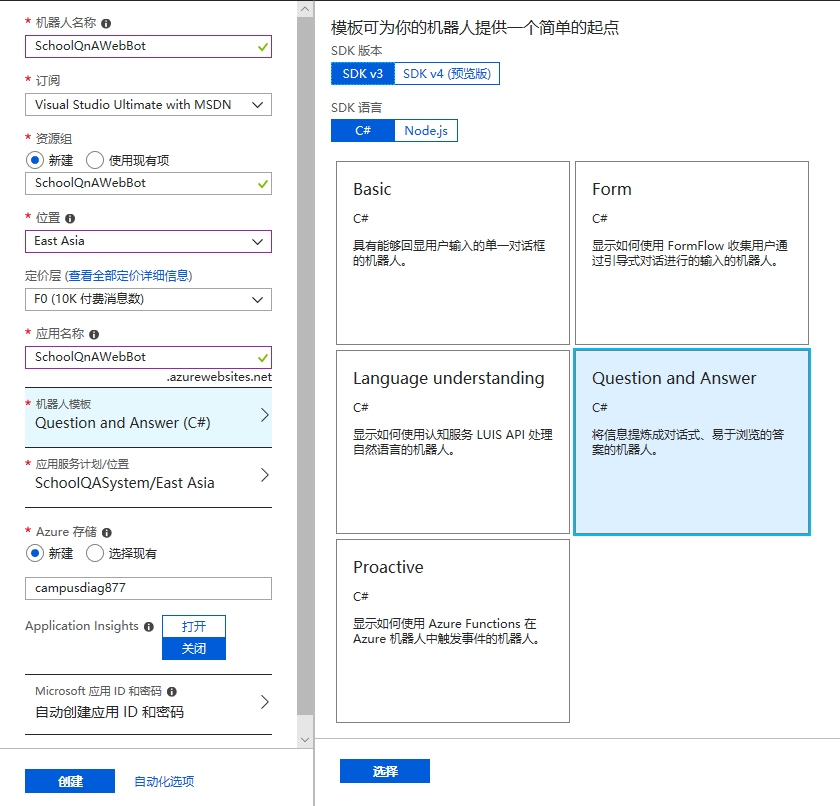 * 机器人名称
SchoolQnAWebBot
* 订阅
Visual Studio Ultimate with MSDN
* 资源组
新建 使用现有项
SchoolQnAWebBot
* 位置
East Asia
定价层 (查看全部定价详细信息)
F0 (10K 付费消息数)
* 应用名称
SchoolQnAWebBot
.azurewebsites.net
* 机器人模板
Question and Answer (C#)
* 应用服务计划/位置
SchoolQASystem/East Asia
* Azure 存储
新建 选择现有
campusdiag877
Application Insights
打开
关闭
Microsoft 应用 ID 和密码
自动创建应用 ID 和密码
创建 自动化选项
模板可为你的机器人提供一个简单的起点
SDK 版本
SDK v3 SDK v4 (预览版)
SDK 语言
C# Node.js
Basic
C#
具有能够回显用户输入的单一对话框
的机器人。
Form
C#
显示如何使用 FormFlow 收集用户通
过引导式对话进行的输入的机器人。
Language understanding
C#
显示如何使用认知服务 LUIS API 处理
自然语言的机器人。
Question and Answer
C#
将信息提炼成对话式、易于浏览的答
案的机器人。
Proactive
C#
显示如何使用 Azure Functions 在
Azure 机器人中触发事件的机器人。
选择